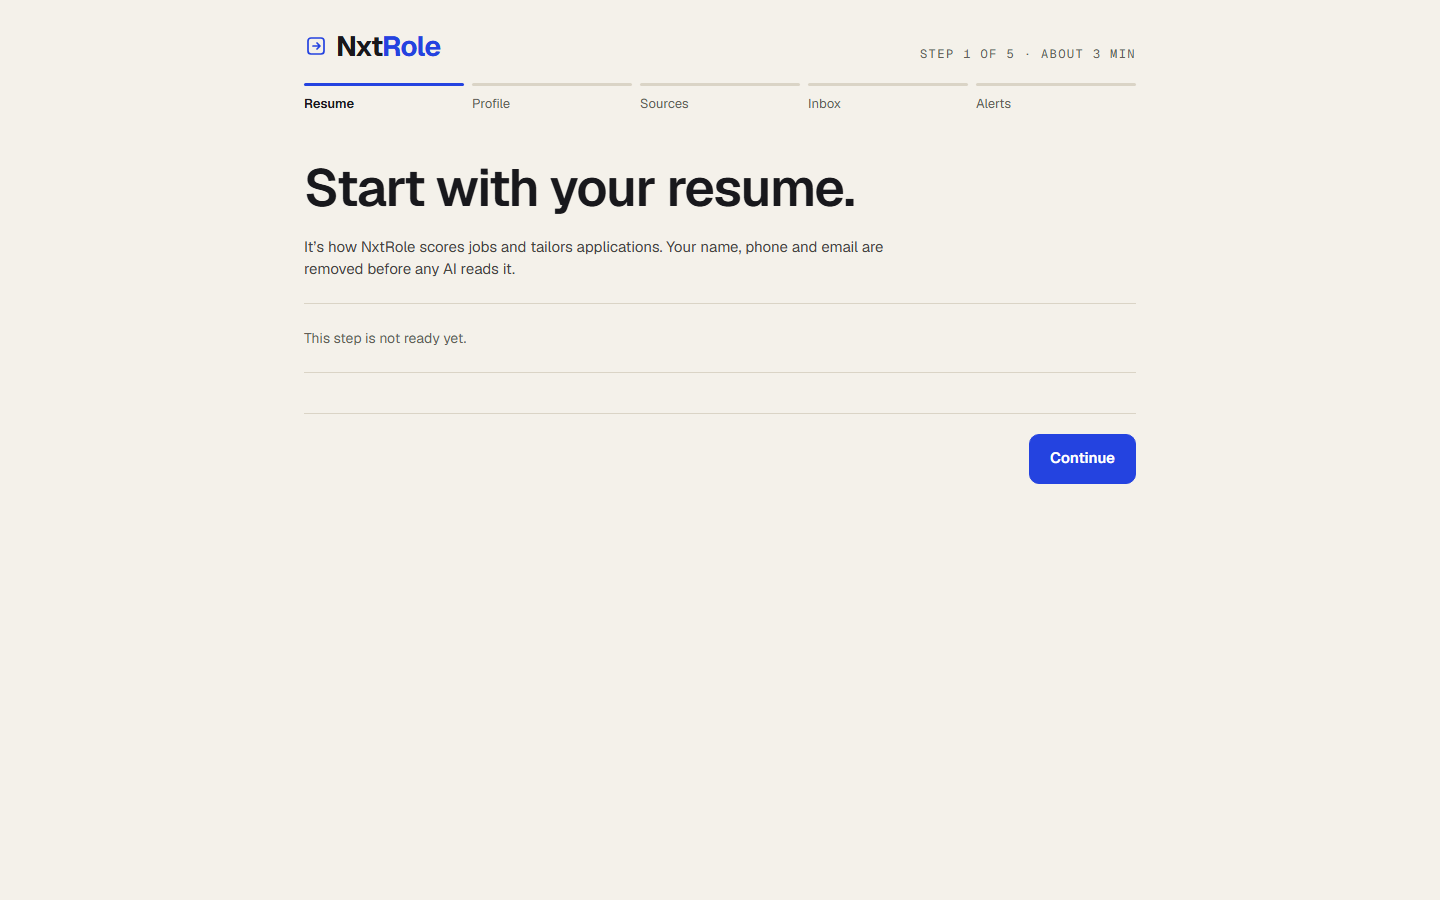 NxtRole
STEP 1 OF 5 · ABOUT 3 MIN
Resume
Profile
Sources
Inbox
Alerts
Start with your resume.
It’s how NxtRole scores jobs and tailors applications. Your name, phone and email are
removed before any AI reads it.
This step is not ready yet.
Continue